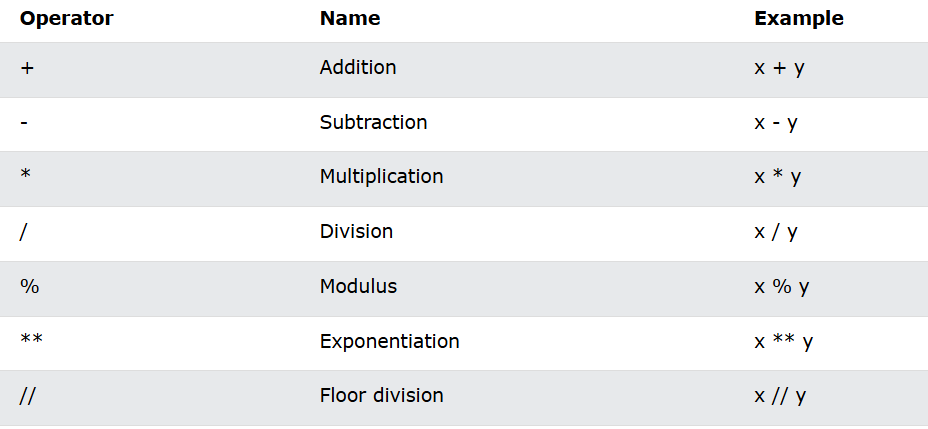 Operator Name Example
+ Addition x + y
- Subtraction x - y
* Multiplication x * y
/ Division x / y
% Modulus x % y
** Exponentiation x ** y
// Floor division x // y